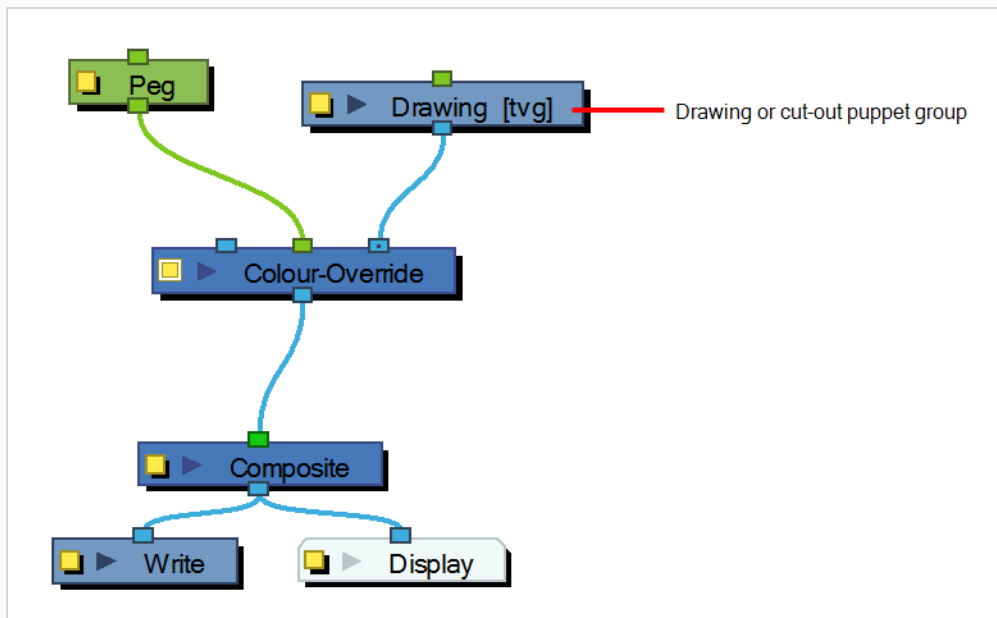 Peg
Drawing [tvg]
Drawing or cut-out puppet group
Colour-Override
Composite
Write
Display